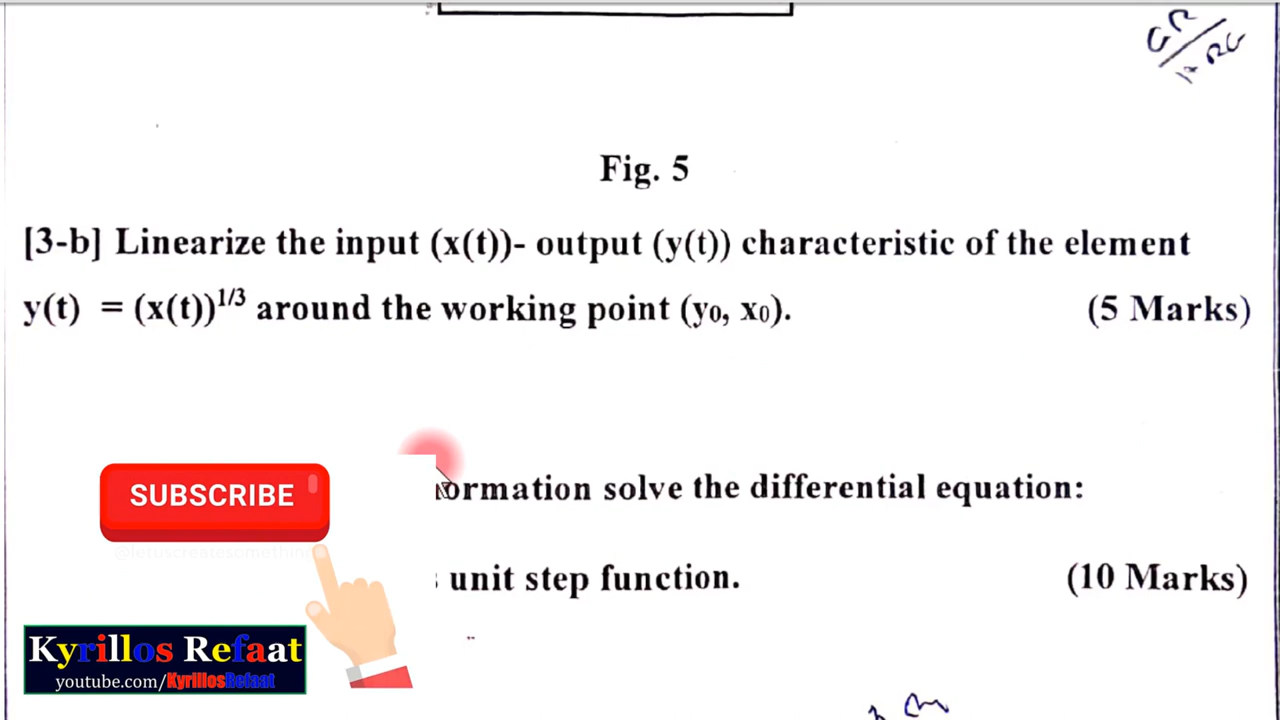 Fig. 5
[3-b] Linearize the input (x(t))- output (y(t)) characteristic of the element
y(t) = (x(t))^1/3 around the working point (y₀, x₀). (5 Marks)
ormation solve the differential equation:
SUBSCRIBE
@letuscreatesomethin
unit step function. (10 Marks)
Kyrillos Refaat
youtube.com/KyrillosRefaat